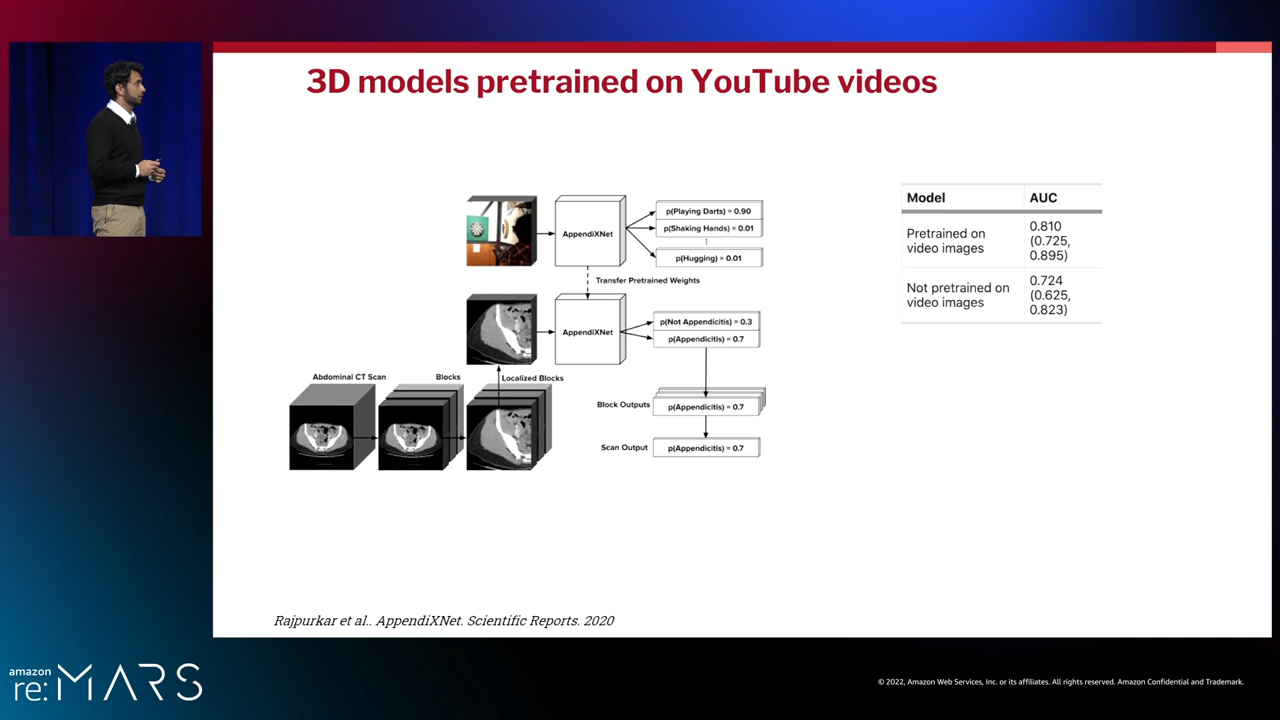 3D models pretrained on YouTube videos
AppendiXNet
p(Playing Darts) = 0.90
p(Shaking Hands) = 0.01
p(Hugging) = 0.01
Transfer Pretrained Weights
AppendiXNet
p(Not Appendicitis) = 0.3
p(Appendicitis) = 0.7
Abdominal CT Scan
Blocks
Localized Blocks
Block Outputs
p(Appendicitis) = 0.7
Scan Output
p(Appendicitis) = 0.7
Model AUC
Pretrained on
video images
0.810
(0.725,
0.895)
Not pretrained on
video images
0.724
(0.625,
0.823)
Rajpurkar et al.. AppendiXNet. Scientific Reports. 2020
amazon
re:MARS
© 2022, Amazon Web Services, Inc. or its affiliates. All rights reserved. Amazon Confidential and Trademark.